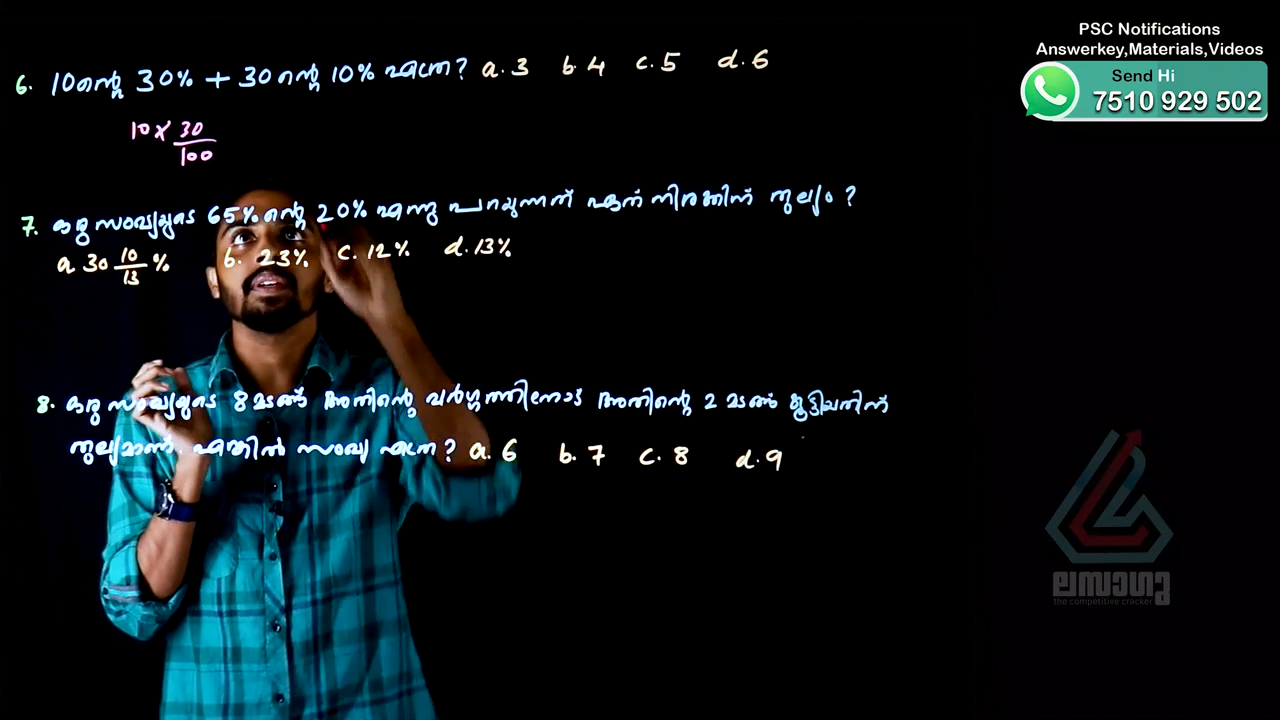 PSC Notifications
Answerkey,Materials,Videos
Send Hi
7510 929 502
6. 10ന്റെ 30% + 30ന്റെ 10% എത്ര? a. 3 b. 4 c. 5 d. 6
10 × 30/100
7. ഒരു സംഖ്യയുടെ 65%ന്റെ 20% എന്നു പറയുന്നത് ഏത് നിരക്കിന് തുല്യം?
a 30 10/13 % b. 23% c. 12% d. 13%
8. ഒരു സംഖ്യയുടെ 8 മടങ്ങ് അതിന്റെ വർഗ്ഗത്തിനോട് അതിന്റെ 2 മടങ്ങ് കൂട്ടിയതിന്
തുല്യമാണ്. എങ്കിൽ സംഖ്യ എത്ര? a. 6 b. 7 c. 8 d. 9
ലസാഗു
the competitive cracker